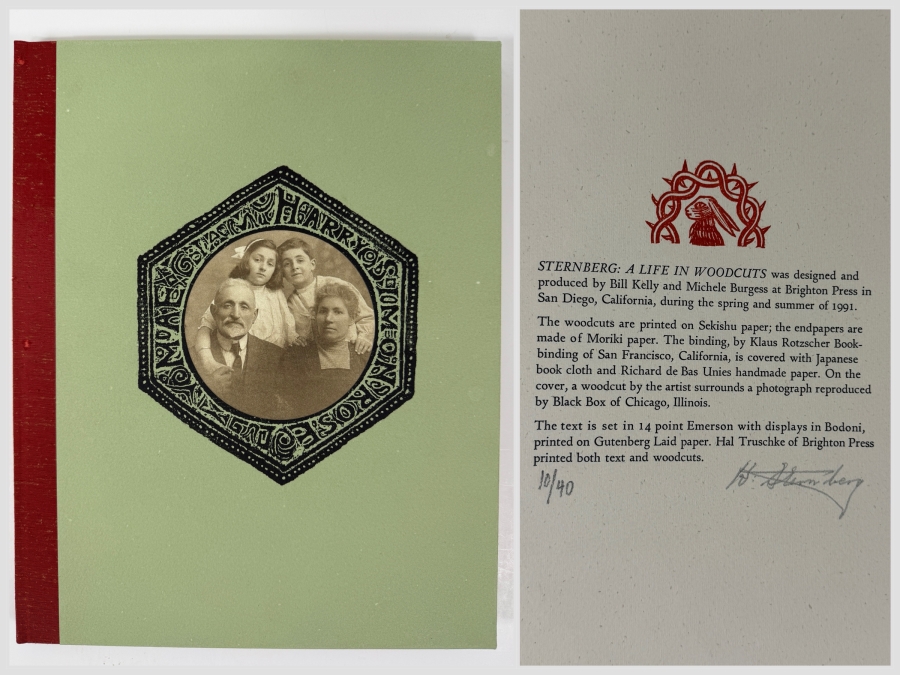 HARRY SIMEON ROSE
STERNBERG: A LIFE IN WOODCUTS was designed and
produced by Bill Kelly and Michele Burgess at Brighton Press in
San Diego, California, during the spring and summer of 1991.
The woodcuts are printed on Sekishu paper; the endpapers are
made of Moriki paper. The binding, by Klaus Rotzscher Book-
binding of San Francisco, California, is covered with Japanese
book cloth and Richard de Bas Unies handmade paper. On the
cover, a woodcut by the artist surrounds a photograph reproduced
by Black Box of Chicago, Illinois.
The text is set in 14 point Emerson with displays in Bodoni,
printed on Gutenberg Laid paper. Hal Truschke of Brighton Press
printed both text and woodcuts.
10/40
H. Sternberg